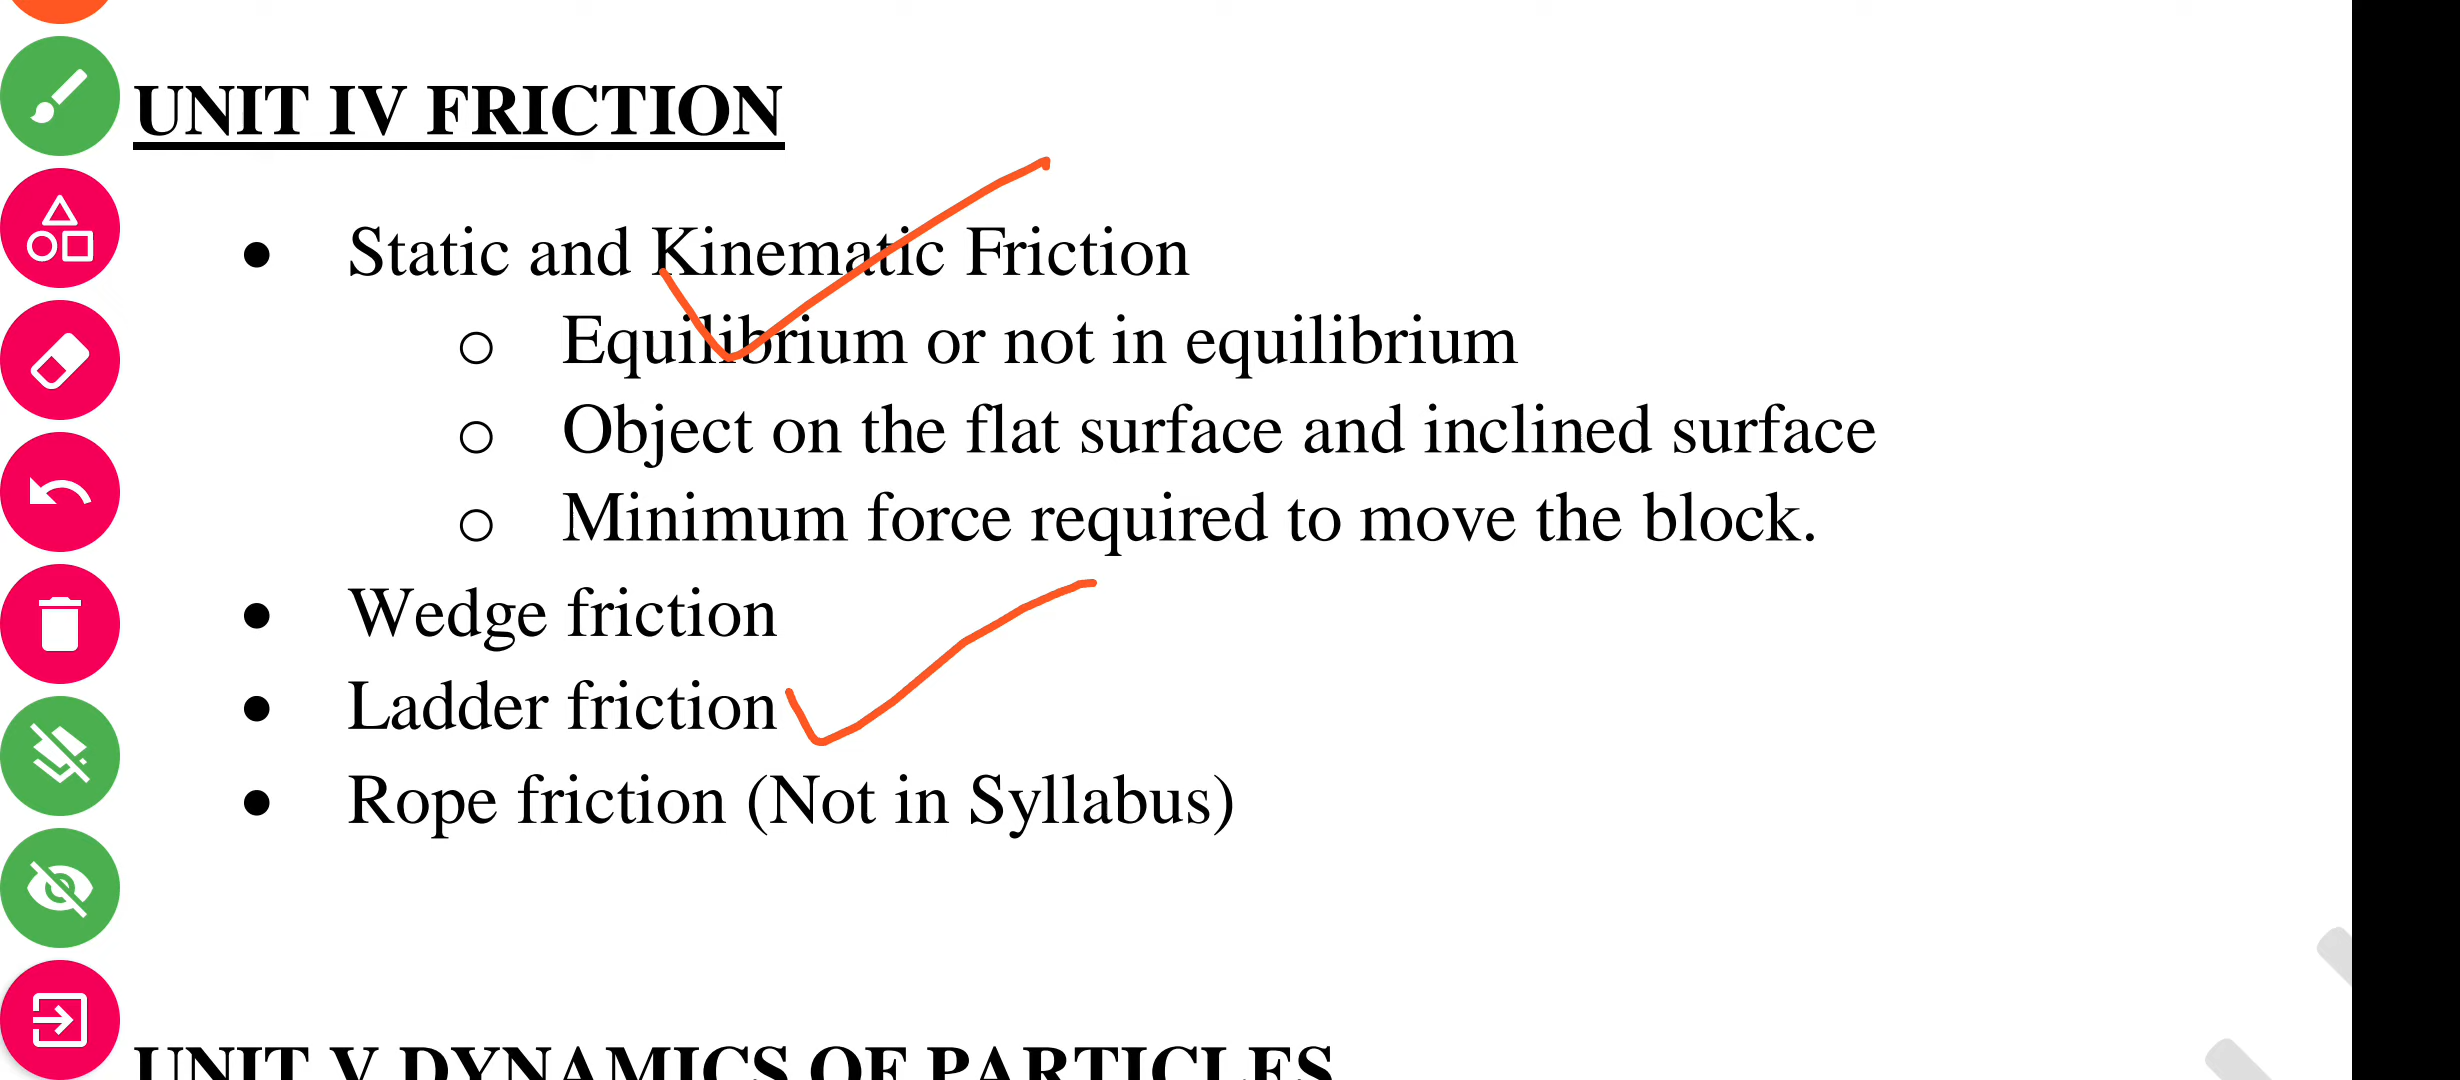 UNIT IV FRICTION
• Static and Kinematic Friction
o Equilibrium or not in equilibrium
o Object on the flat surface and inclined surface
o Minimum force required to move the block.
• Wedge friction
• Ladder friction
• Rope friction (Not in Syllabus)
UNIT V DYNAMICS OF PARTICLES